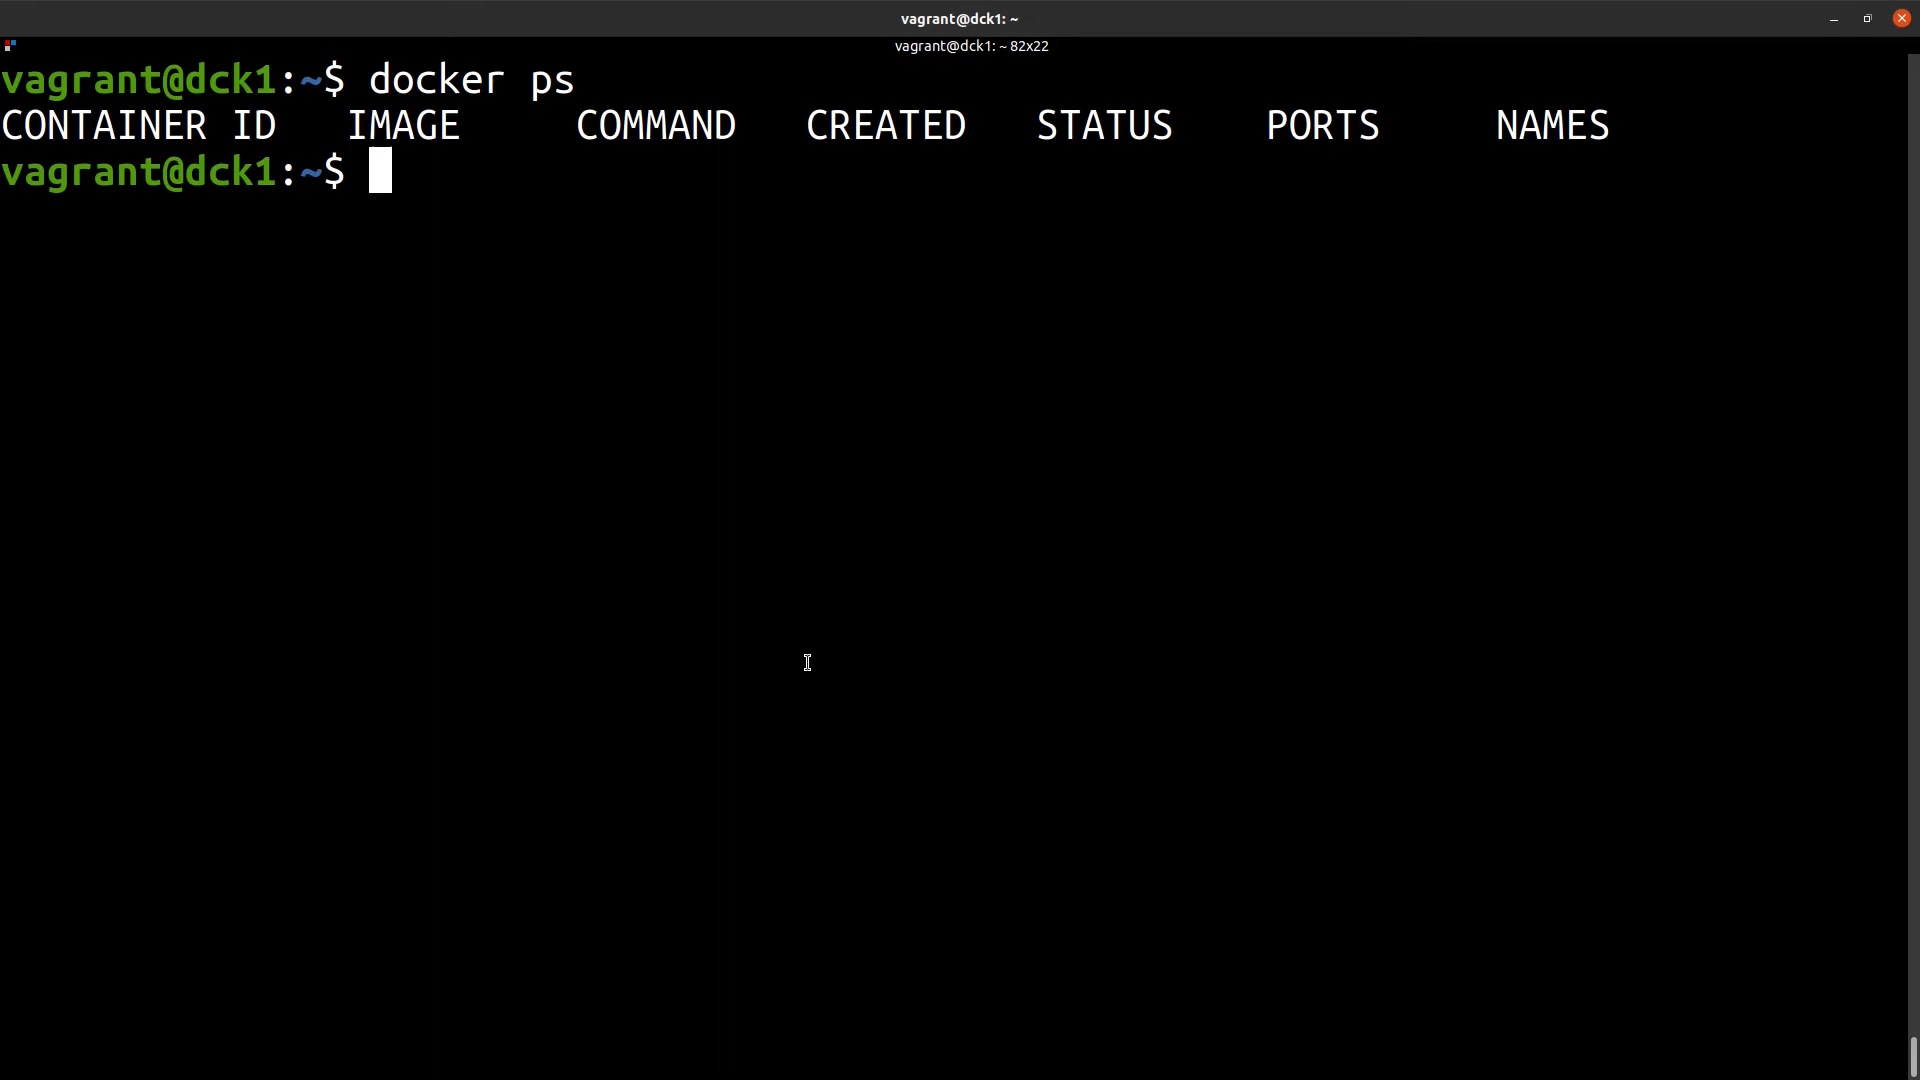 vagrant@dck1: ~
vagrant@dck1: ~ 82x22
vagrant@dck1:~$ docker ps
CONTAINER ID   IMAGE     COMMAND   CREATED   STATUS    PORTS     NAMES
vagrant@dck1:~$